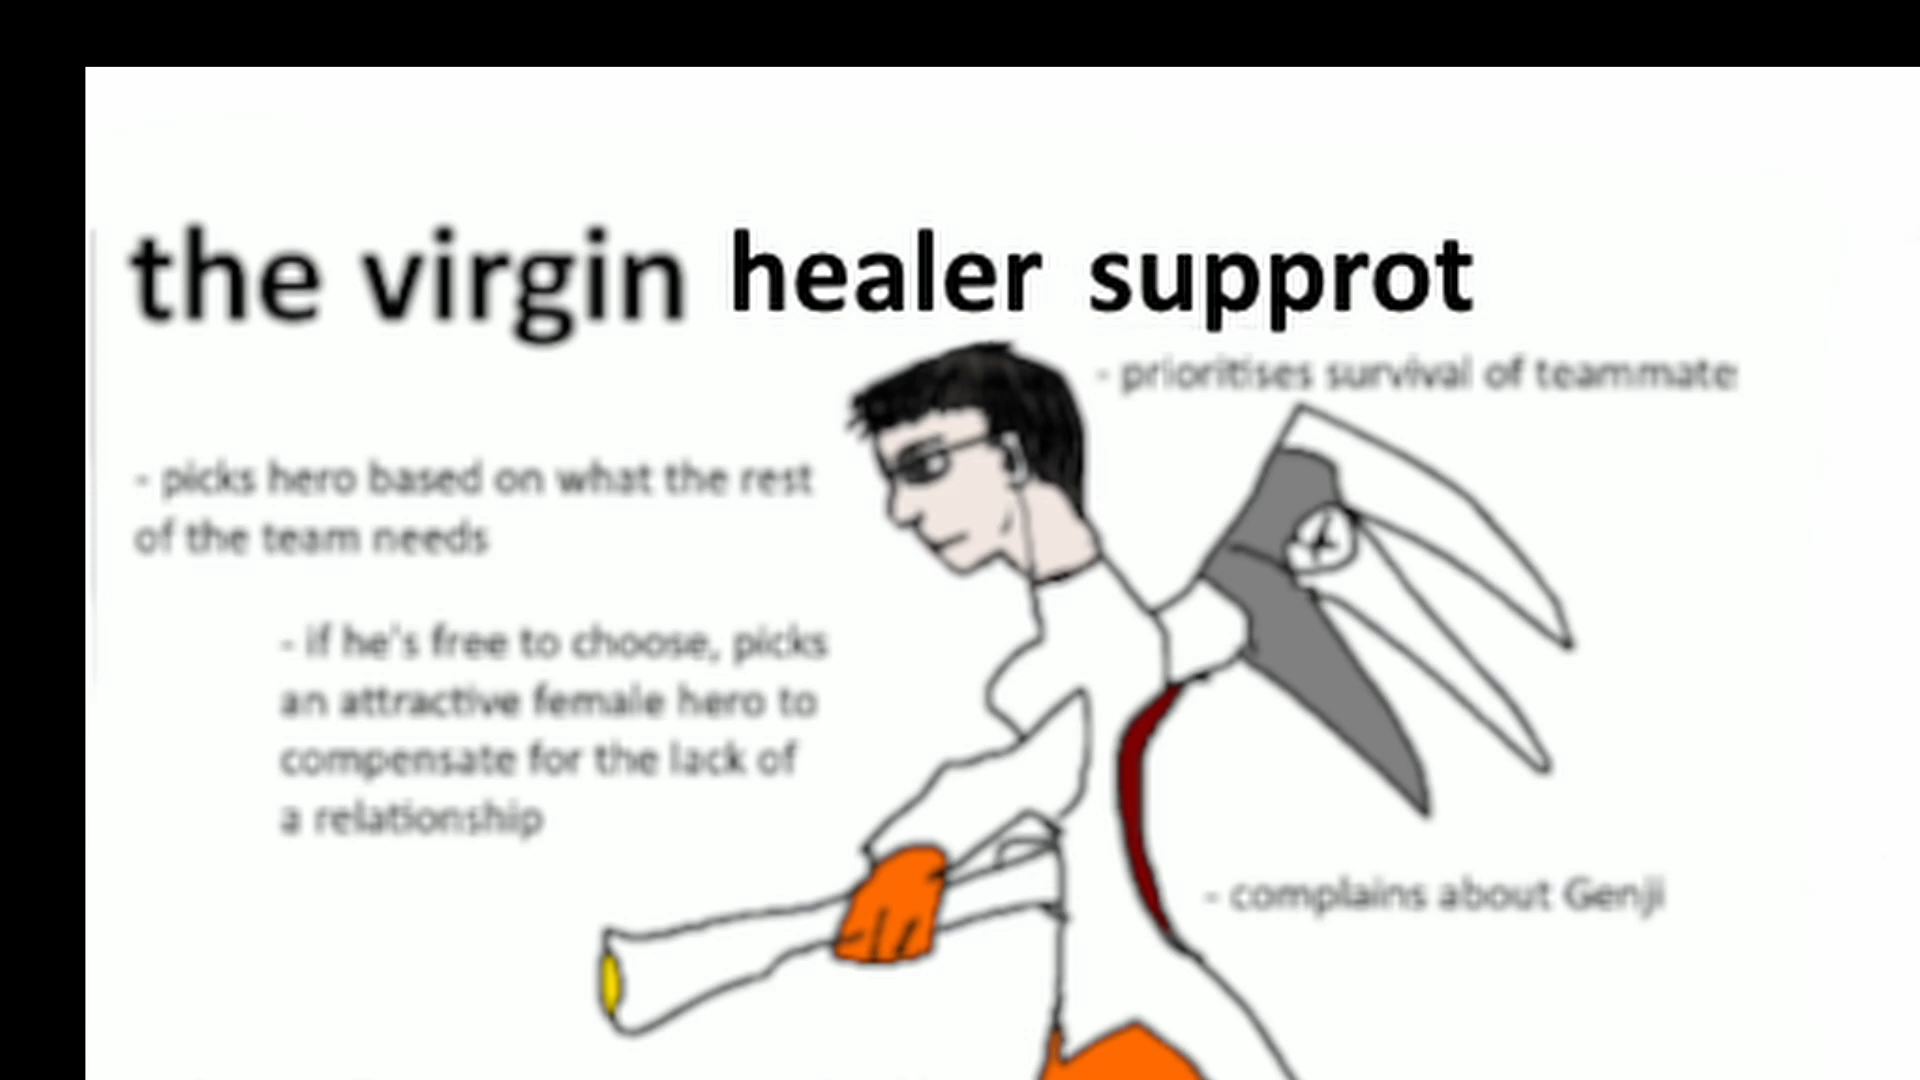 the virgin healer supprot
- prioritises survival of teammate
- picks hero based on what the rest
of the team needs
- if he's free to choose, picks
an attractive female hero to
compensate for the lack of
a relationship
- complains about Genji